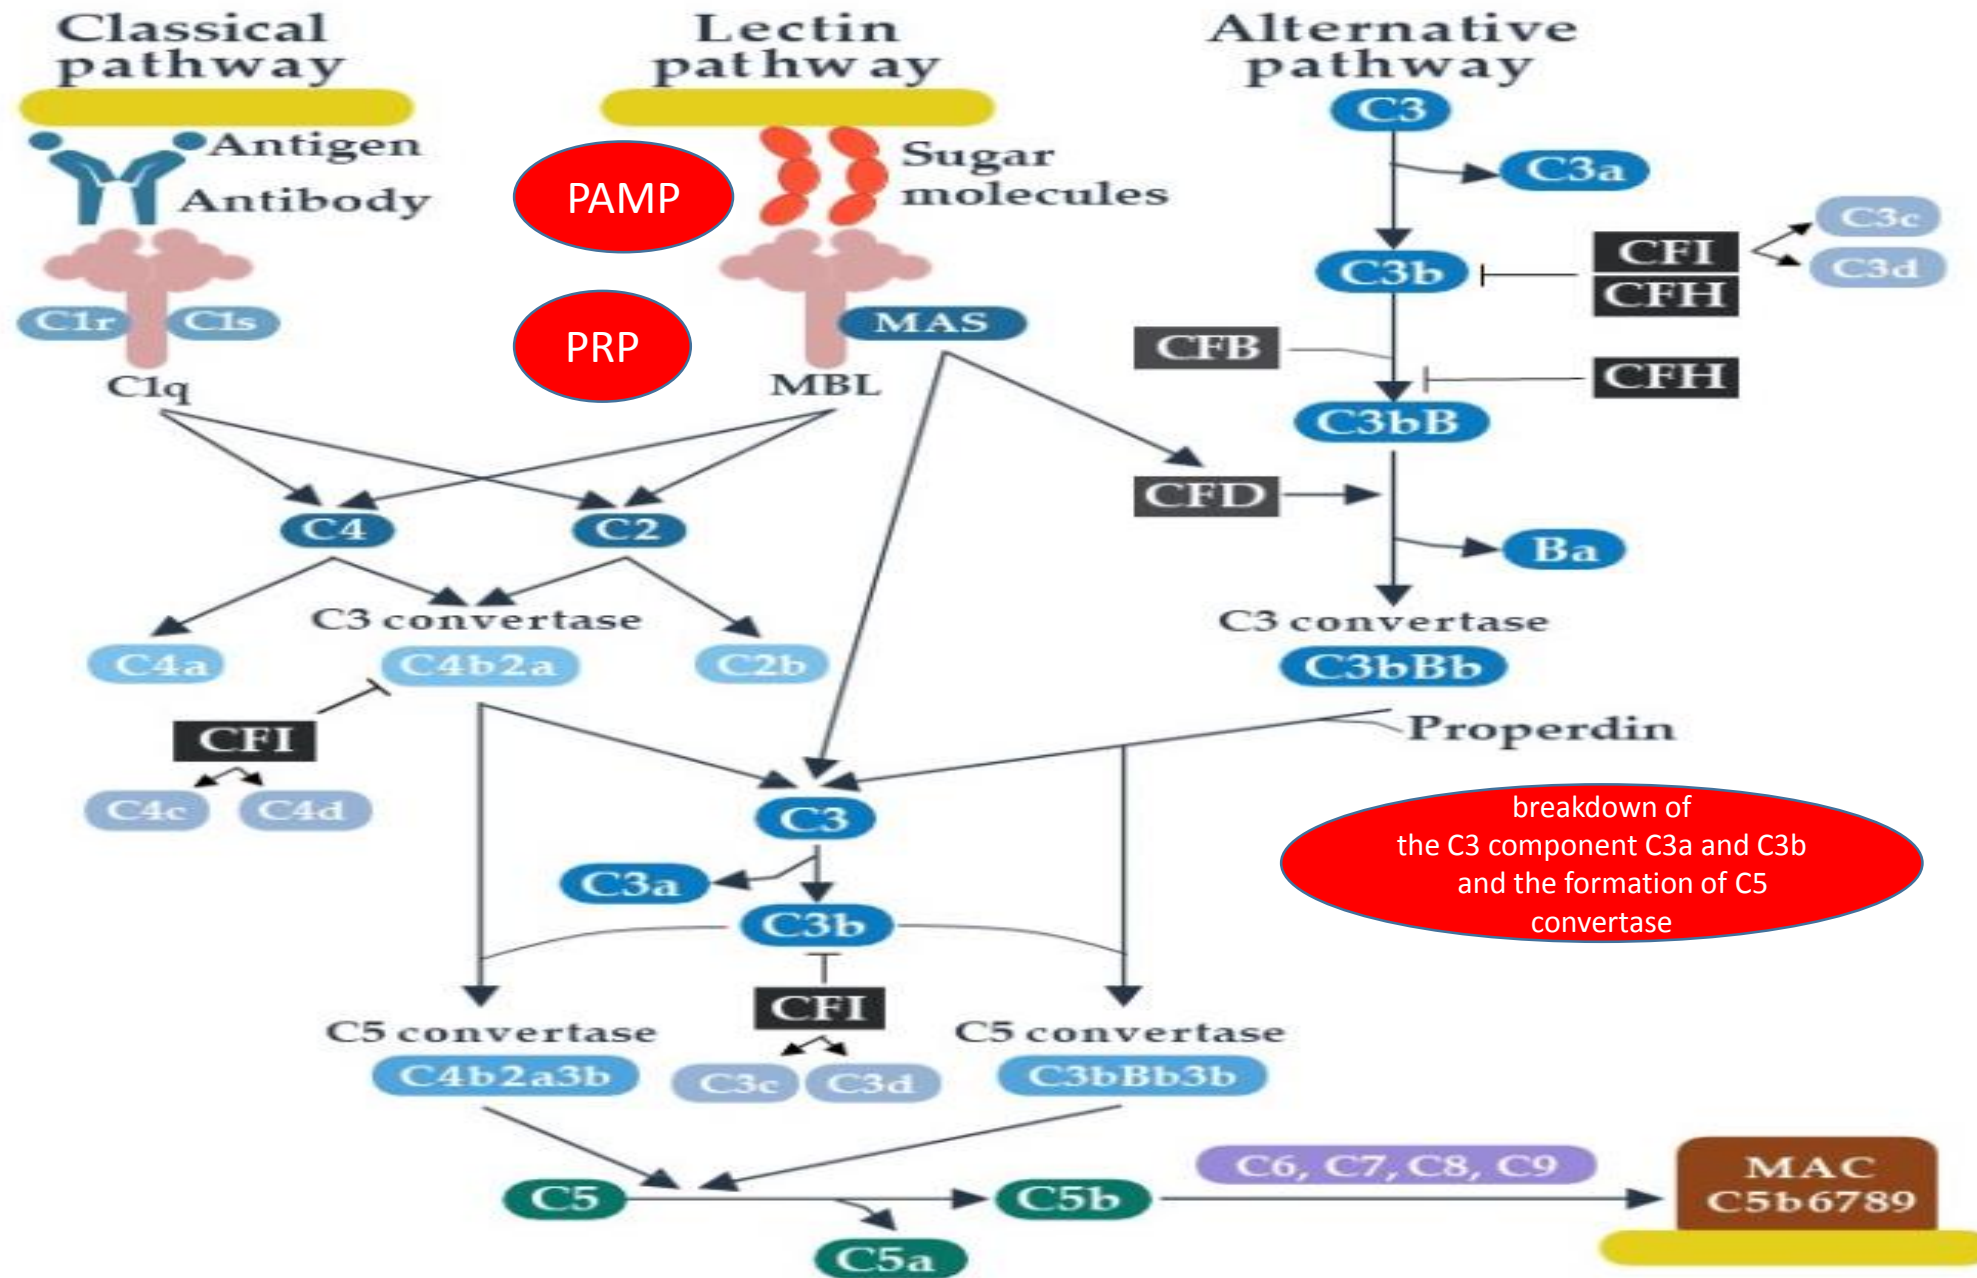 Classical
pathway
Lectin
pathway
Alternative
pathway
Antigen
Antibody
PAMP
Sugar
molecules
C3
C3a
C3b
CFI
CFH
C3c
C3d
C1r
C1s
C1q
PRP
MAS
MBL
CFB
CFH
C3bB
CFD
C4
C2
Ba
C3 convertase
C4a
C4b2a
C2b
C3 convertase
C3bBb
Properdin
CFI
C4c
C4d
C3
C3a
C3b
breakdown of
the C3 component C3a and C3b
and the formation of C5
convertase
CFI
C5 convertase
C4b2a3b
C3c
C3d
C5 convertase
C3bBb3b
C5
C5a
C5b
C6, C7, C8, C9
MAC
C5b6789